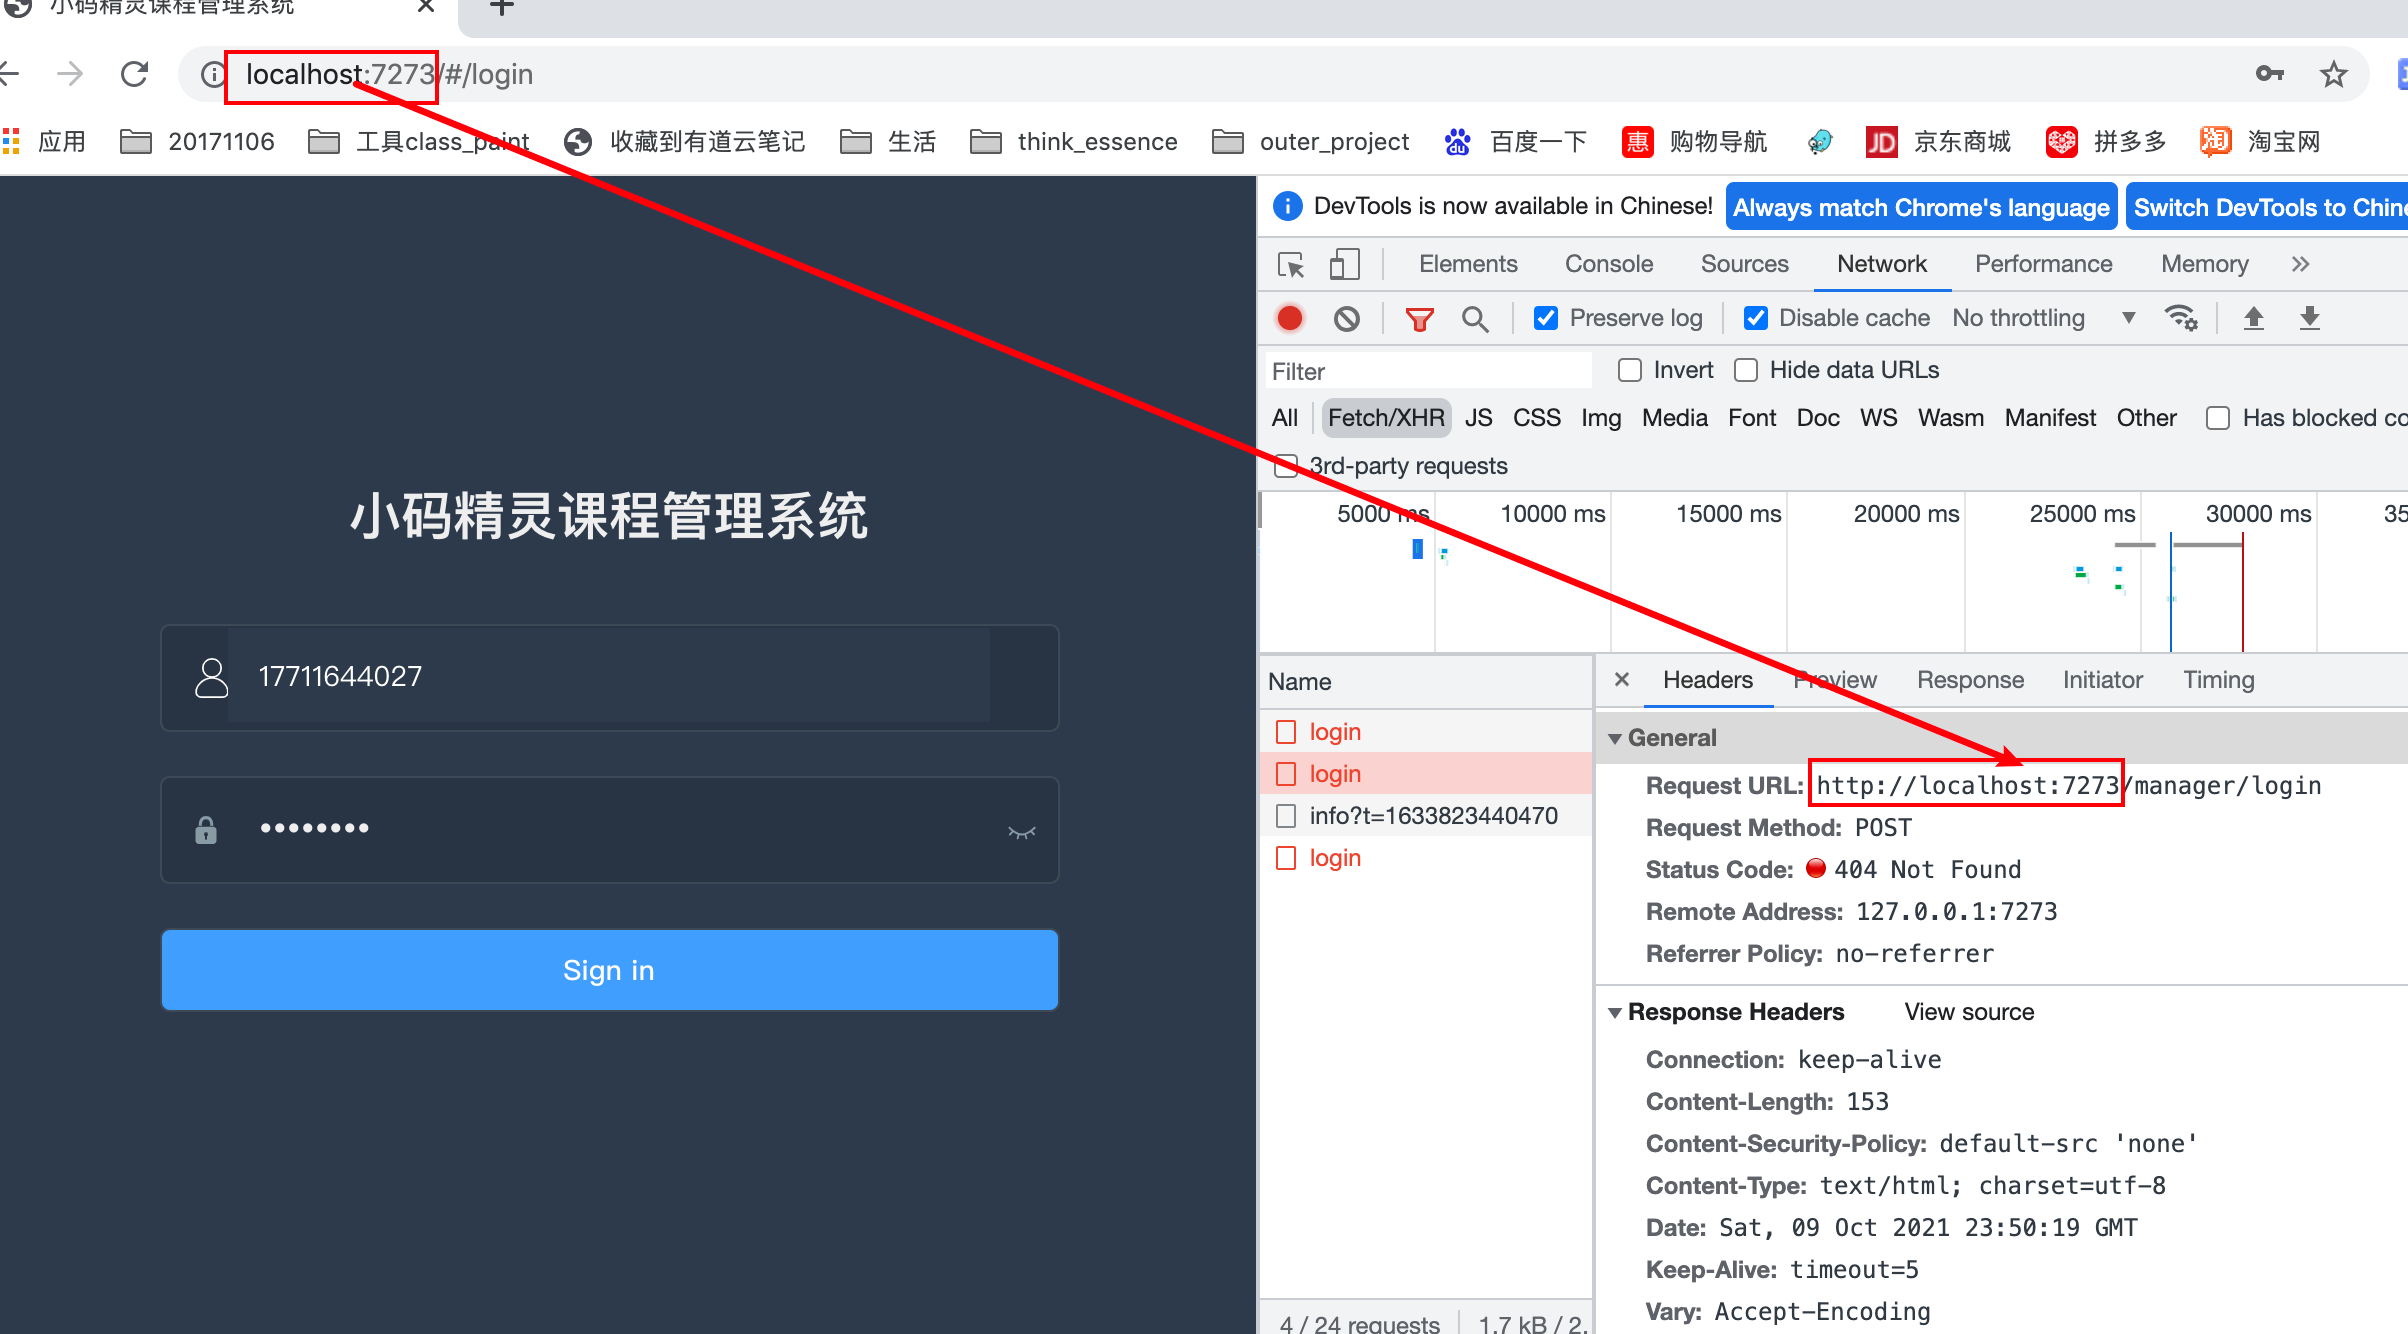 小码精灵课程管理系统
localhost:7273/#/login
应用 20171106 工具class_paint 收藏到有道云笔记 生活 think_essence outer_project 百度一下 惠 购物导航 JD 京东商城 拼多多 淘 淘宝网
DevTools is now available in Chinese! Always match Chrome's language Switch DevTools to Chine
Elements Console Sources Network Performance Memory
Preserve log Disable cache No throttling
Filter Invert Hide data URLs
All Fetch/XHR JS CSS Img Media Font Doc WS Wasm Manifest Other Has blocked co
3rd-party requests
5000 ms 10000 ms 15000 ms 20000 ms 25000 ms 30000 ms 35
小码精灵课程管理系统
17711644027
••••••••
Sign in
Name
login
login
info?t=1633823440470
login
4 / 24 requests 1.7 kB / 2.
Headers Preview Response Initiator Timing
General
Request URL: http://localhost:7273/manager/login
Request Method: POST
Status Code: 404 Not Found
Remote Address: 127.0.0.1:7273
Referrer Policy: no-referrer
Response Headers View source
Connection: keep-alive
Content-Length: 153
Content-Security-Policy: default-src 'none'
Content-Type: text/html; charset=utf-8
Date: Sat, 09 Oct 2021 23:50:19 GMT
Keep-Alive: timeout=5
Vary: Accept-Encoding